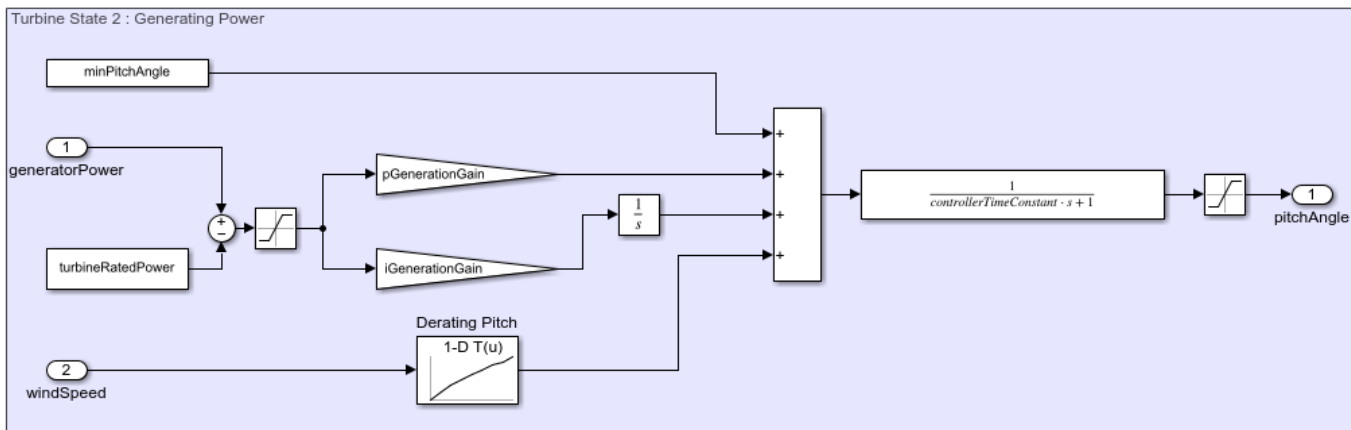 Turbine State 2 : Generating Power
minPitchAngle
1
generatorPower
+
−
turbineRatedPower
pGenerationGain
iGenerationGain
1
s
Derating Pitch
1-D T(u)
2
windSpeed
+
+
+
+
1
controllerTimeConstant · s + 1
1
pitchAngle